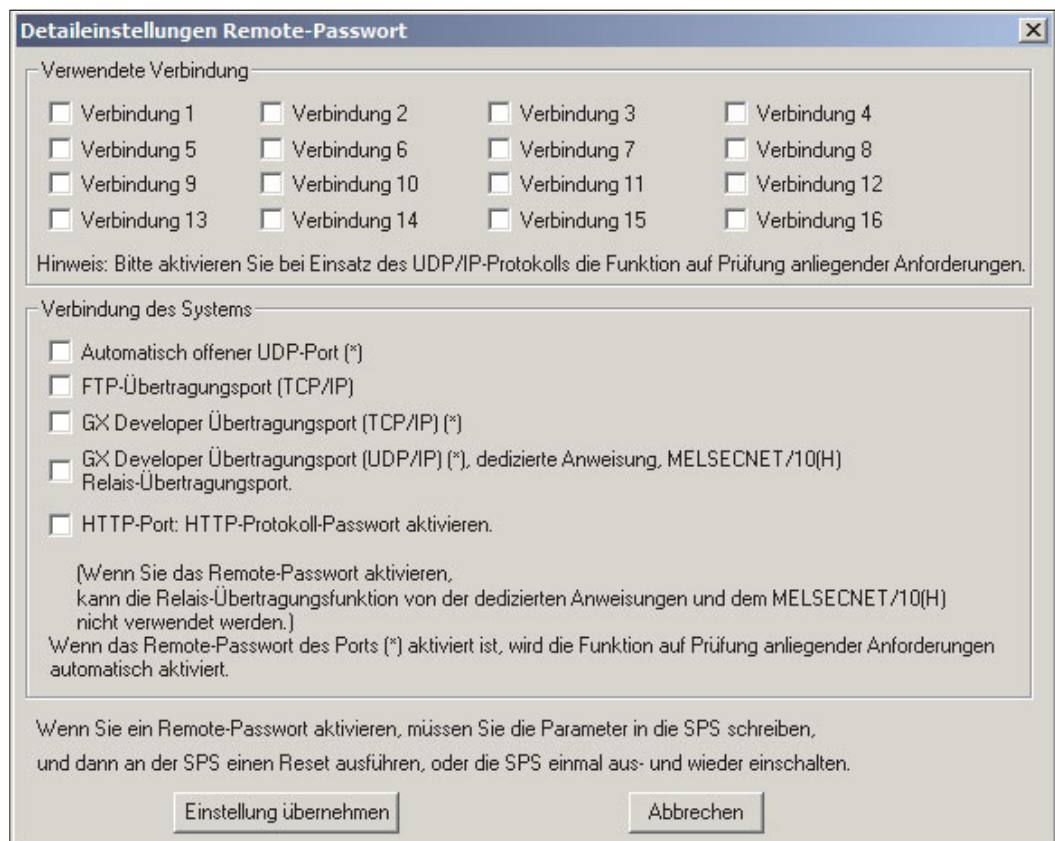 Detaileinstellungen Remote-Passwort
Verwendete Verbindung
Verbindung 1 Verbindung 2 Verbindung 3 Verbindung 4
Verbindung 5 Verbindung 6 Verbindung 7 Verbindung 8
Verbindung 9 Verbindung 10 Verbindung 11 Verbindung 12
Verbindung 13 Verbindung 14 Verbindung 15 Verbindung 16
Hinweis: Bitte aktivieren Sie bei Einsatz des UDP/IP-Protokolls die Funktion auf Prüfung anliegender Anforderungen.
Verbindung des Systems
Automatisch offener UDP-Port (*)
FTP-Übertragungsport (TCP/IP)
GX Developer Übertragungsport (TCP/IP) (*)
GX Developer Übertragungsport (UDP/IP) (*), dedizierte Anweisung, MELSECNET/10(H)
Relais-Übertragungsport.
HTTP-Port: HTTP-Protokoll-Passwort aktivieren.
(Wenn Sie das Remote-Passwort aktivieren,
kann die Relais-Übertragungsfunktion von der dedizierten Anweisungen und dem MELSECNET/10(H)
nicht verwendet werden.)
Wenn das Remote-Passwort des Ports (*) aktiviert ist, wird die Funktion auf Prüfung anliegender Anforderungen
automatisch aktiviert.
Wenn Sie ein Remote-Passwort aktivieren, müssen Sie die Parameter in die SPS schreiben,
und dann an der SPS einen Reset ausführen, oder die SPS einmal aus- und wieder einschalten.
Einstellung übernehmen Abbrechen